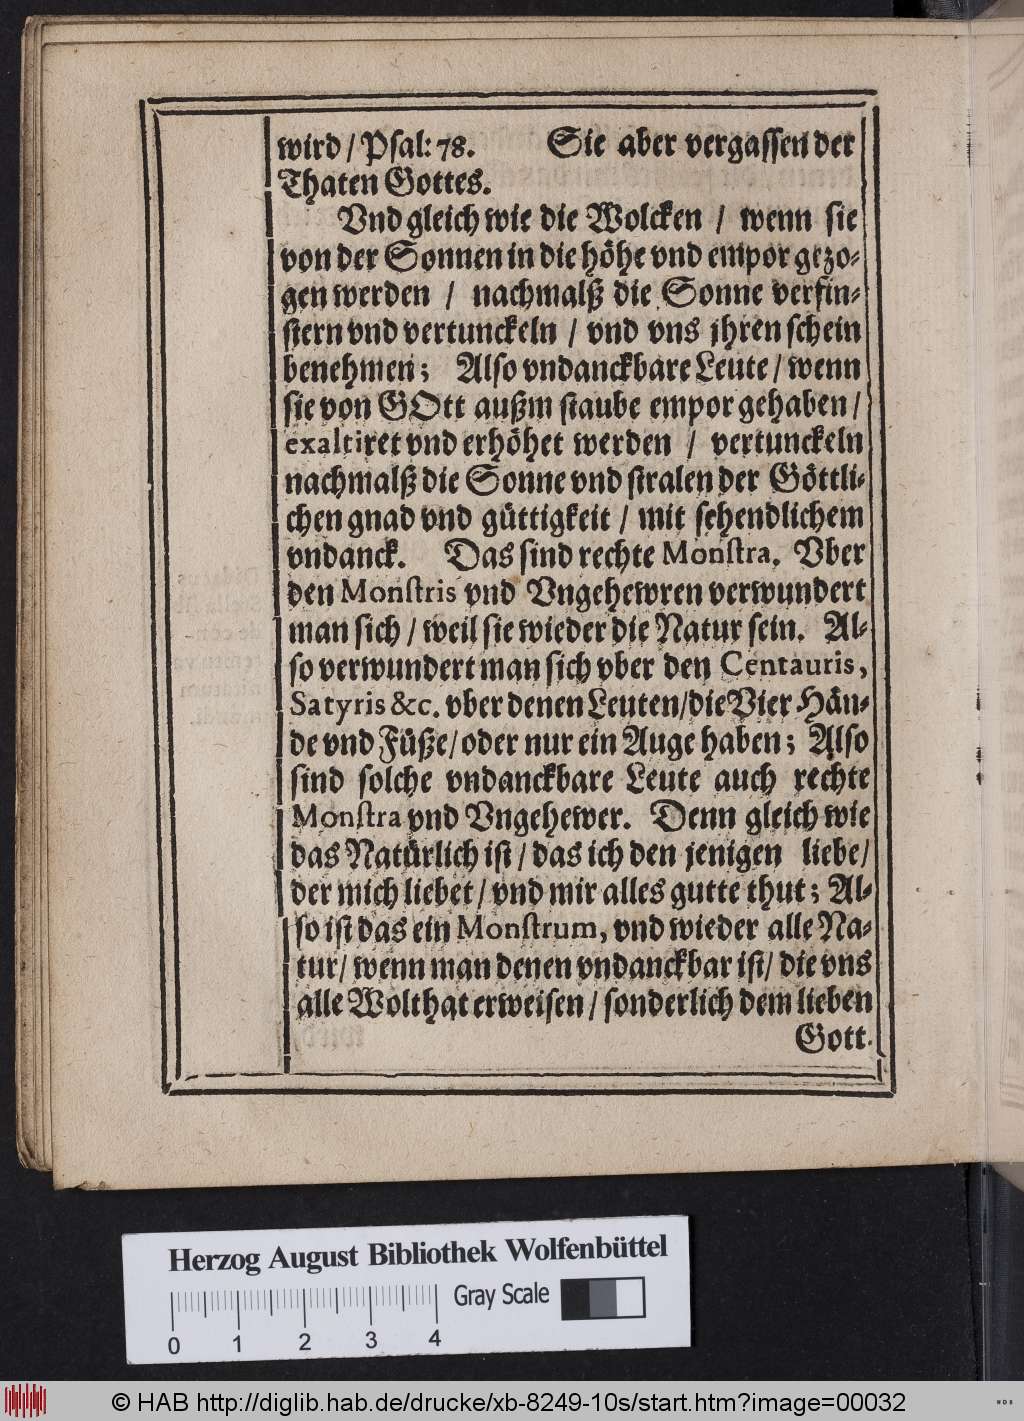 wird / Psal: 78. Sie aber vergassen der
Thaten Gottes.
Vnd gleich wie die Wolcken / wenn sie
von der Sonnen in die höhe vnd empor gezo-
gen werden / nachmalß die Sonne verfin-
stern vnd vertunckeln / vnd vns jhren schein
benehmen; Also vndanckbare Leute / wenn
sie von GOtt außm staube empor gehaben /
exaltiret vnd erhöhet werden / vertunckeln
nachmalß die Sonne vnd stralen der Göttli-
chen gnad vnd güttigkeit / mit sehendlichem
vndanck. Das sind rechte Monstra. Vber
den Monstris vnd Vngehewren verwundert
man sich / weil sie wieder die Natur sein. Al-
so verwundert man sich vber den Centauris,
Satyris &c. vber denen Leuten/die Vier Hän-
de vnd Füße/ oder nur ein Auge haben; Also
sind solche vndanckbare Leute auch rechte
Monstra vnd Vngehewer. Denn gleich wie
das Natürlich ist / das ich den jenigen liebe/
der mich liebet / vnd mir alles gutte thut; Al-
so ist das ein Monstrum, vnd wieder alle Na-
tur/ wenn man denen vndanckbar ist/ die vns
alle Wolthat erweisen / sonderlich dem lieben
Gott.
Herzog August Bibliothek Wolfenbüttel
Gray Scale
0 1 2 3 4
© HAB http://diglib.hab.de/drucke/xb-8249-10s/start.htm?image=00032